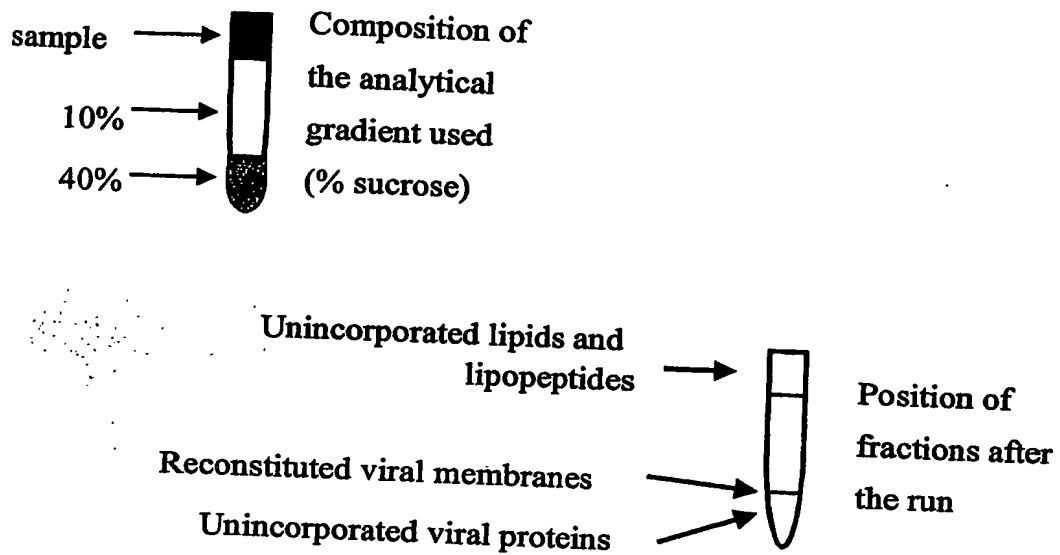 sample
10%
40%
Composition of
the analytical
gradient used
(% sucrose)
Unincorporated lipids and
lipopeptides
Reconstituted viral membranes
Unincorporated viral proteins
Position of
fractions after
the run